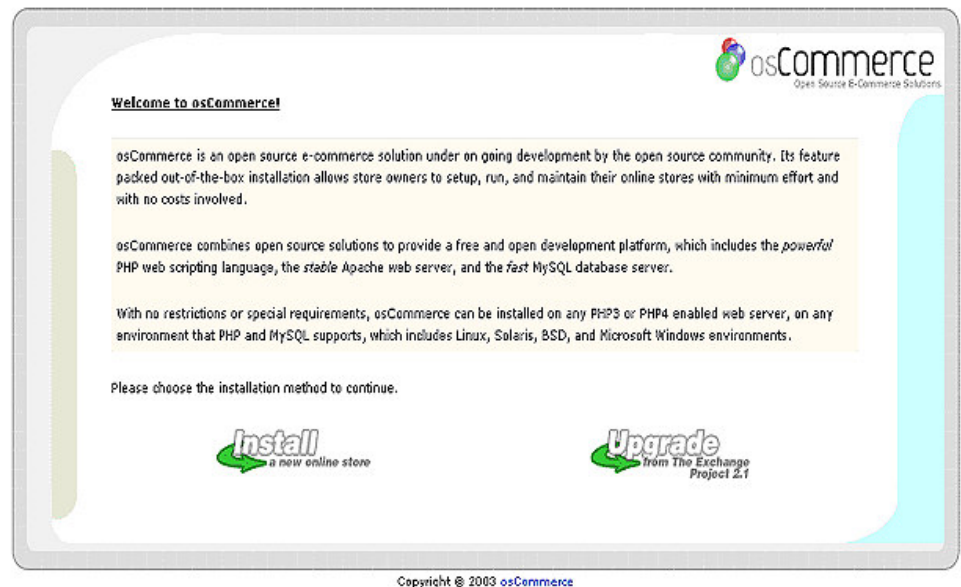 osCommerce
Open Source E-Commerce Solutions
Welcome to osCommerce!
osCommerce is an open source e-commerce solution under on going development by the open source community. Its feature
packed out-of-the-box installation allows store owners to setup, run, and maintain their online stores with minimum effort and
with no costs involved.
osCommerce combines open source solutions to provide a free and open development platform, which includes the powerful
PHP web scripting language, the stable Apache web server, and the fast MySQL database server.
With no restrictions or special requirements, osCommerce can be installed on any PHP3 or PHP4 enabled web server, on any
environment that PHP and MySQL supports, which includes Linux, Solaris, BSD, and Microsoft Windows environments.
Please choose the installation method to continue.
Install
a new online store
Upgrade
from The Exchange
Project 2.1
Copyright © 2003 osCommerce